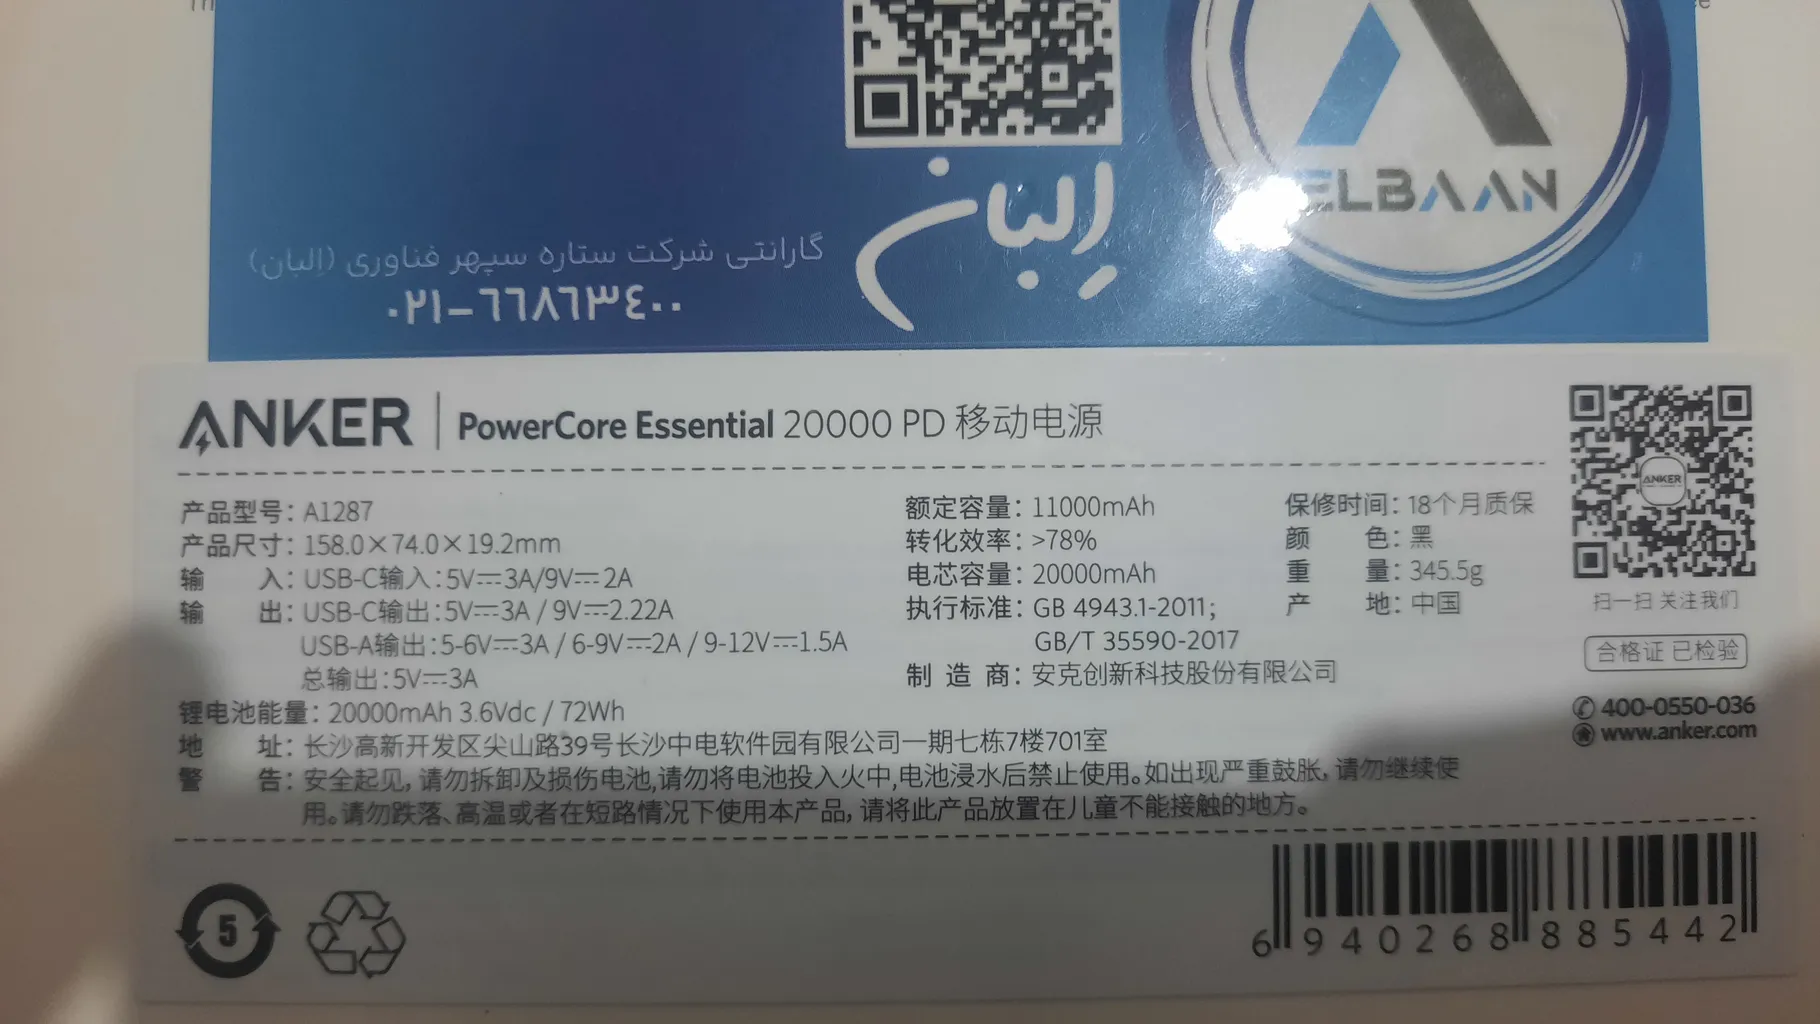 البان
ELBAAN
گارانتی شرکت ستاره سپهر فناوری (البان)
۰۲۱-۶۶۸۶۳۴۰۰
ANKER | PowerCore Essential 20000 PD 移动电源
产品型号: A1287
产品尺寸: 158.0×74.0×19.2mm
输 入: USB-C输入: 5V⎓3A/9V⎓2A
输 出: USB-C输出: 5V⎓3A / 9V⎓2.22A
USB-A输出: 5-6V⎓3A / 6-9V⎓2A / 9-12V⎓1.5A
总输出: 5V⎓3A
锂电池能量: 20000mAh 3.6Vdc / 72Wh
额定容量: 11000mAh
转化效率: >78%
电芯容量: 20000mAh
执行标准: GB 4943.1-2011;
GB/T 35590-2017
制 造 商: 安克创新科技股份有限公司
保修时间: 18个月质保
颜 色: 黑
重 量: 345.5g
产 地: 中国
地 址: 长沙高新开发区尖山路39号长沙中电软件园有限公司一期七栋7楼701室
警 告: 安全起见，请勿拆卸及损伤电池,请勿将电池投入火中,电池浸水后禁止使用。如出现严重鼓胀，请勿继续使
用。请勿跌落、高温或者在短路情况下使用本产品，请将此产品放置在儿童不能接触的地方。
ANKER
扫一扫 关注我们
合格证 已检验
400-0550-036
www.anker.com
5
6 940268 885442